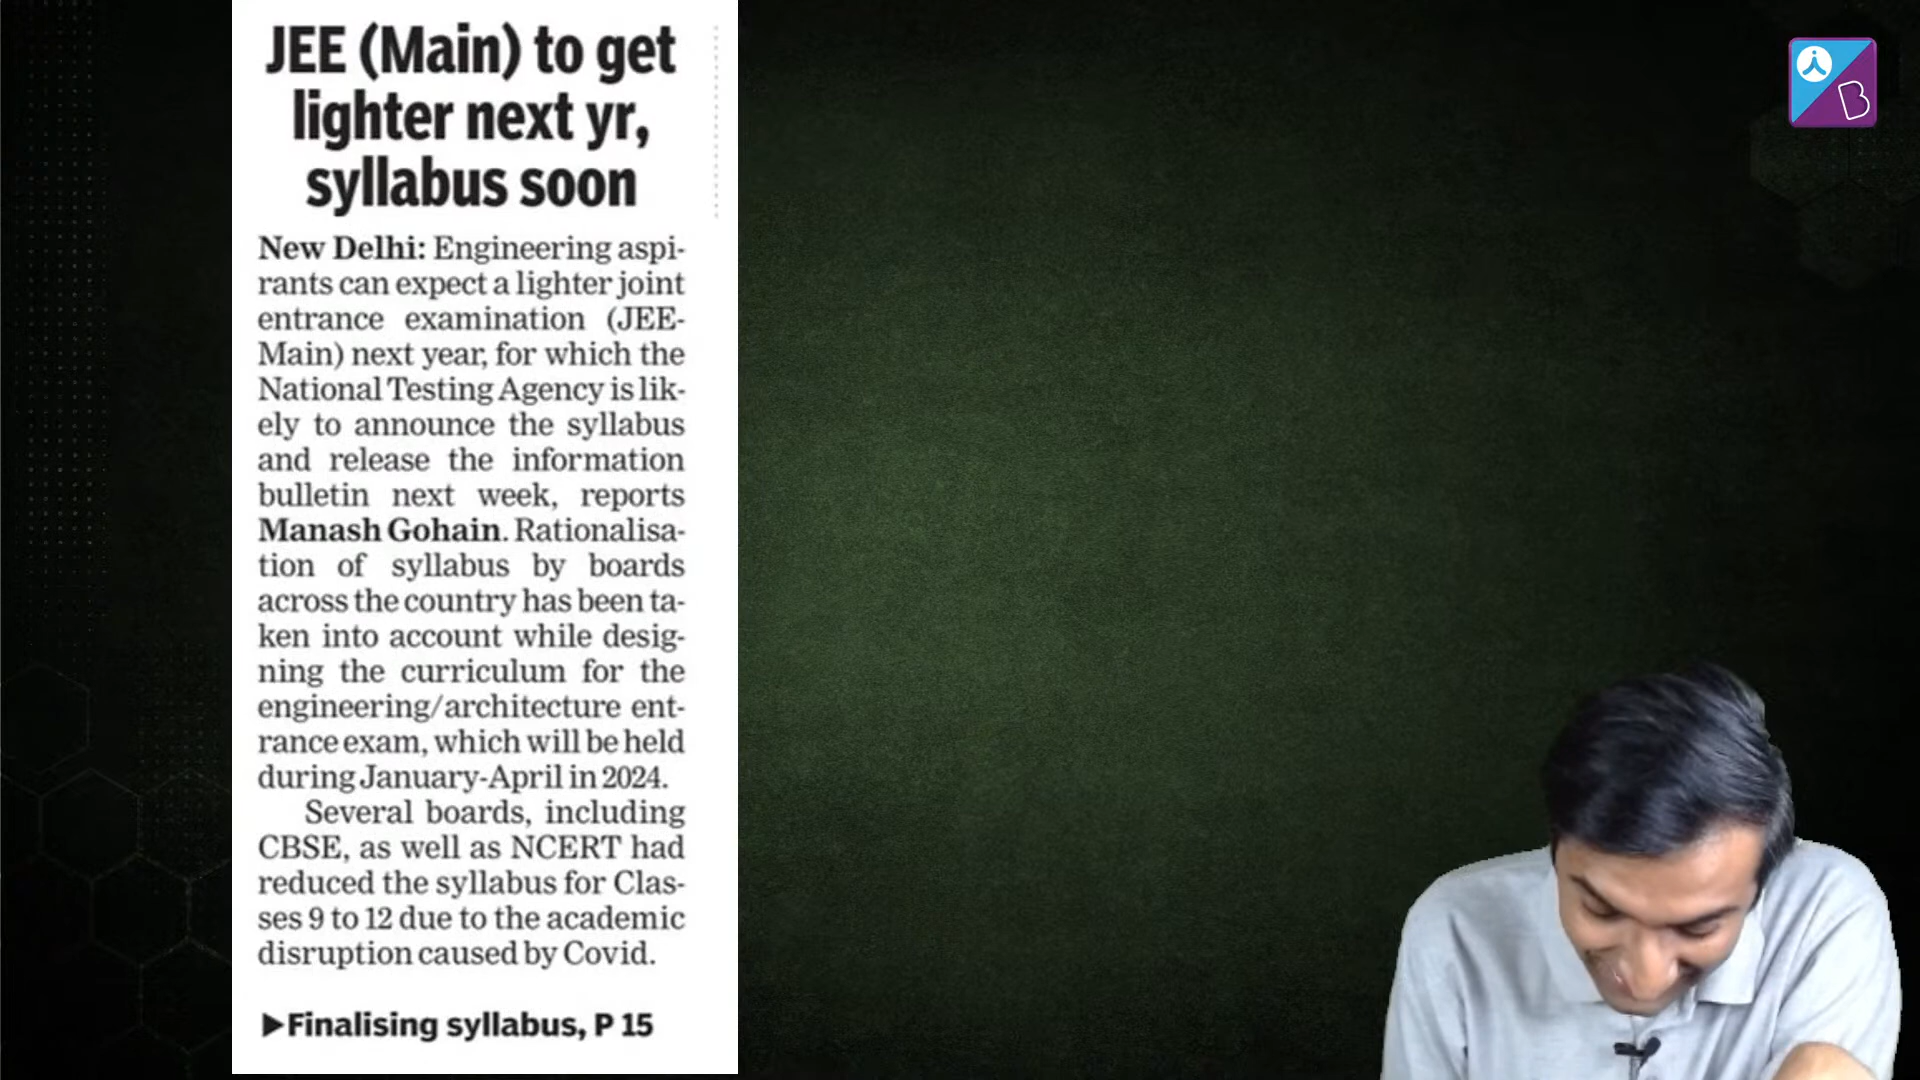 JEE (Main) to get
lighter next yr,
syllabus soon
New Delhi: Engineering aspi-
rants can expect a lighter joint
entrance examination (JEE-
Main) next year, for which the
National Testing Agency is lik-
ely to announce the syllabus
and release the information
bulletin next week, reports
Manash Gohain. Rationalisa-
tion of syllabus by boards
across the country has been ta-
ken into account while desig-
ning the curriculum for the
engineering/architecture ent-
rance exam, which will be held
during January-April in 2024.
Several boards, including
CBSE, as well as NCERT had
reduced the syllabus for Clas-
ses 9 to 12 due to the academic
disruption caused by Covid.
▶Finalising syllabus, P 15
B